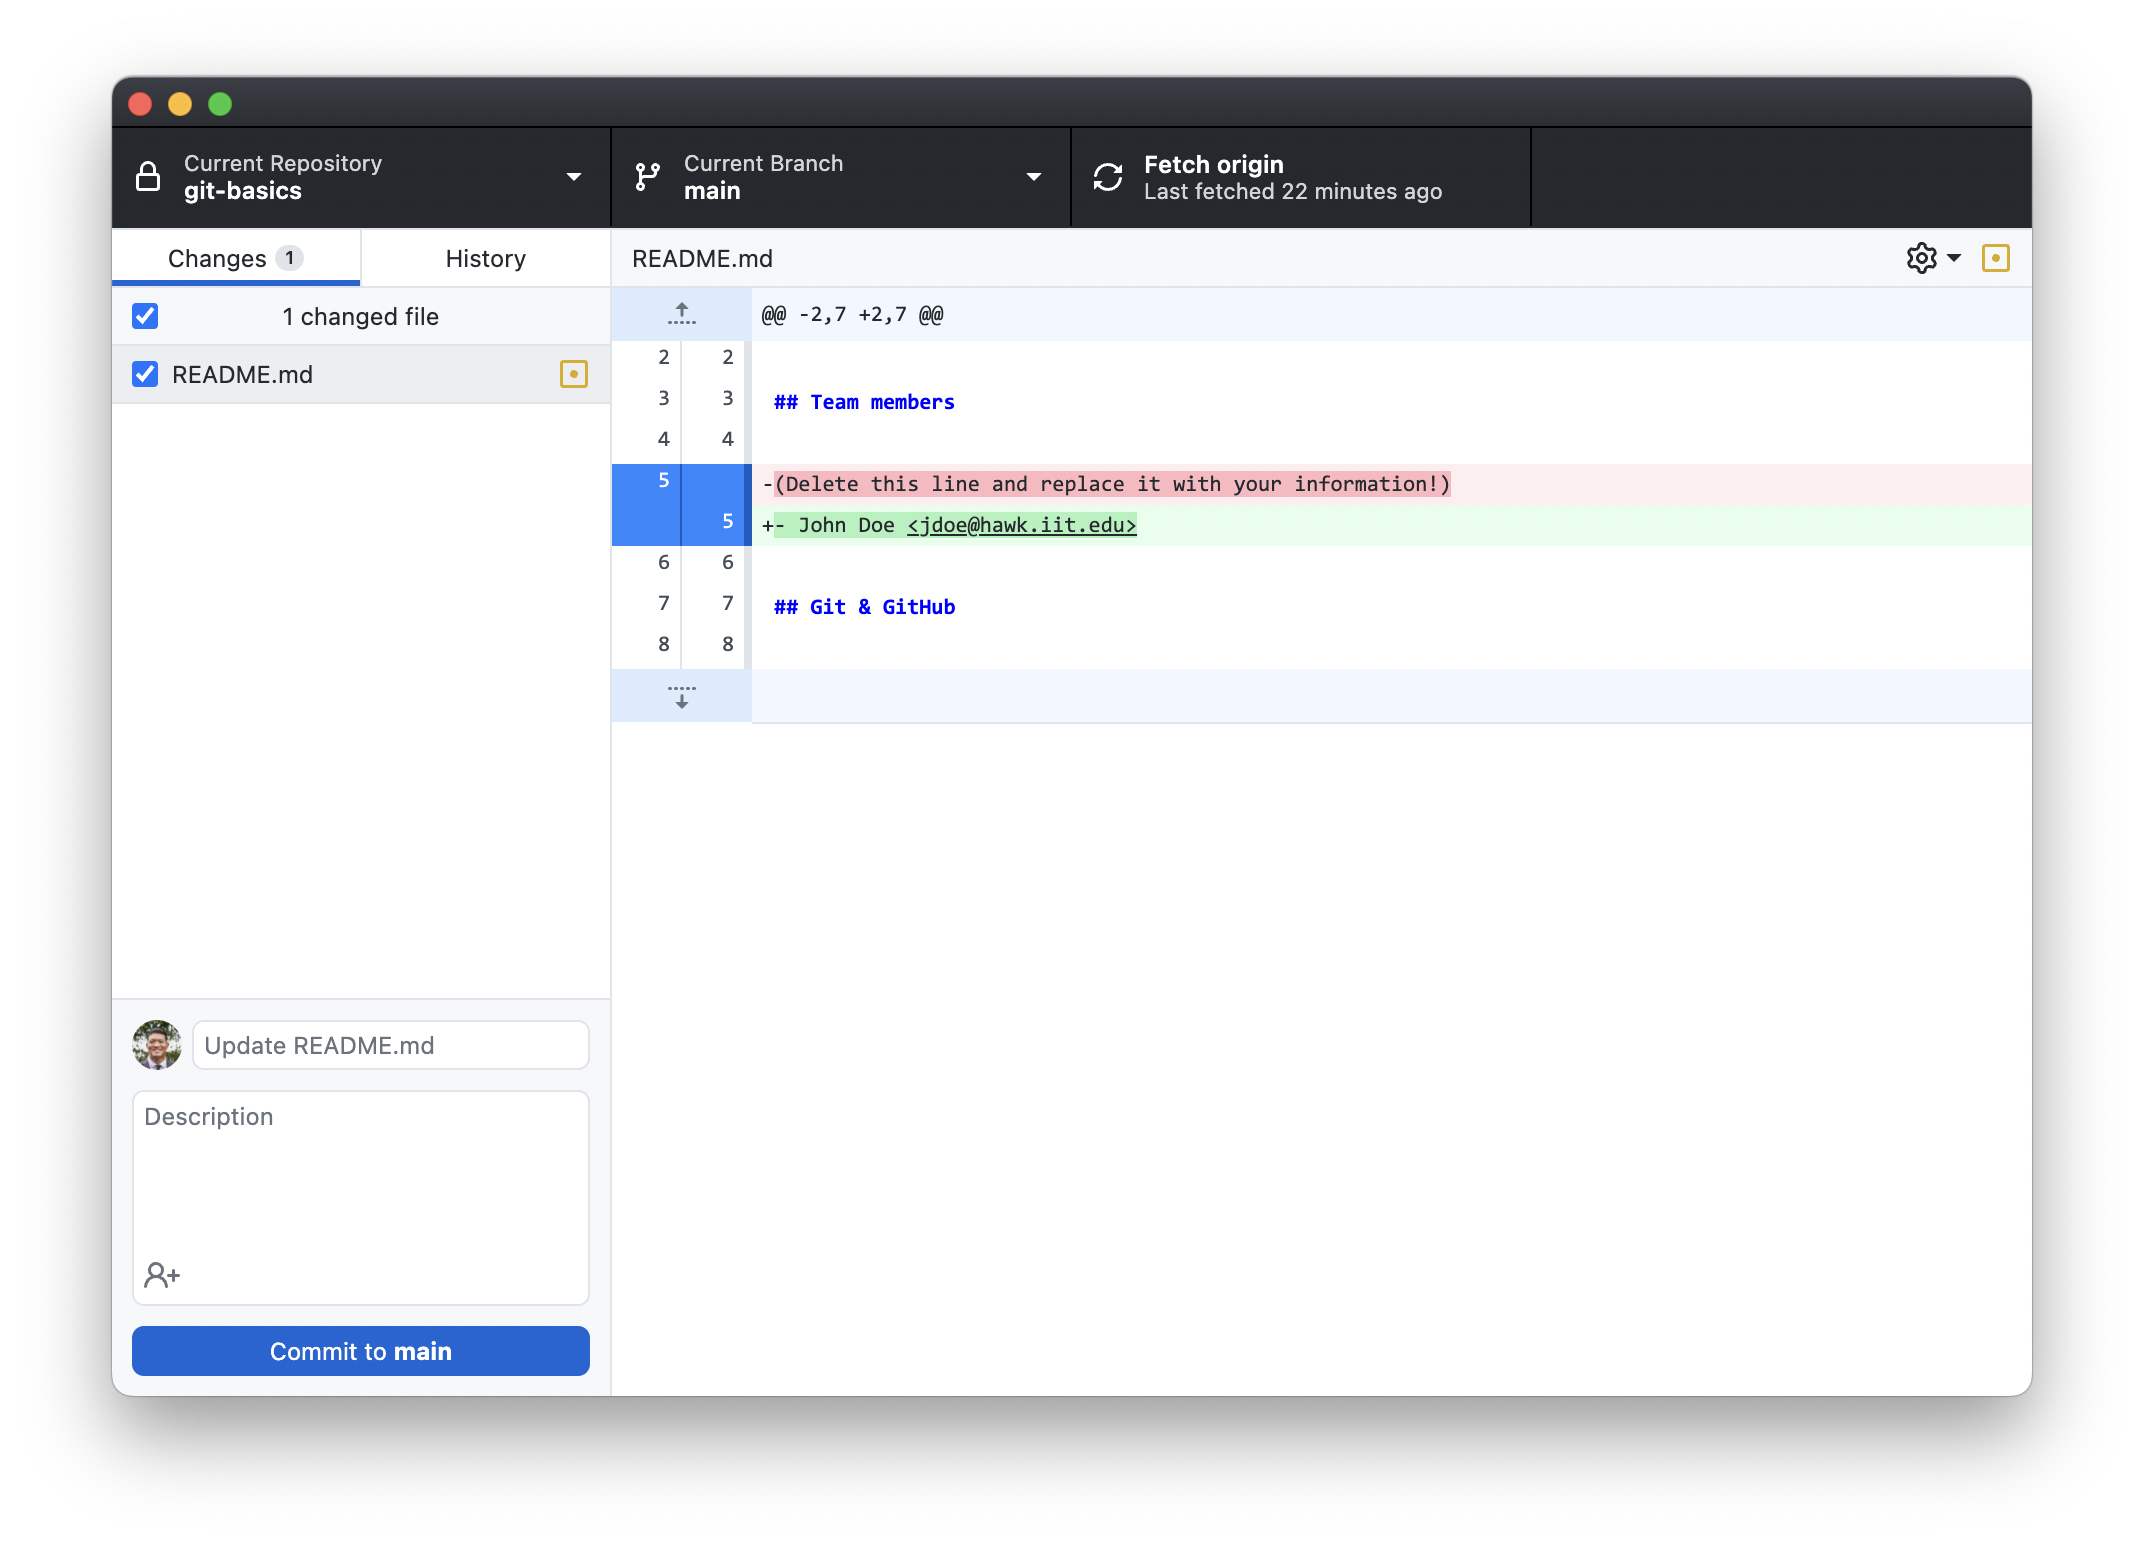 Current Repository
git-basics
Current Branch
main
Fetch origin
Last fetched 22 minutes ago
Changes 1
History
README.md
1 changed file
README.md
@@ -2,7 +2,7 @@
2 2
3 3 ## Team members
4 4
5 -(Delete this line and replace it with your information!)
5 +- John Doe <jdoe@hawk.iit.edu>
6 6
7 7 ## Git & GitHub
8 8
Update README.md
Description
Commit to main